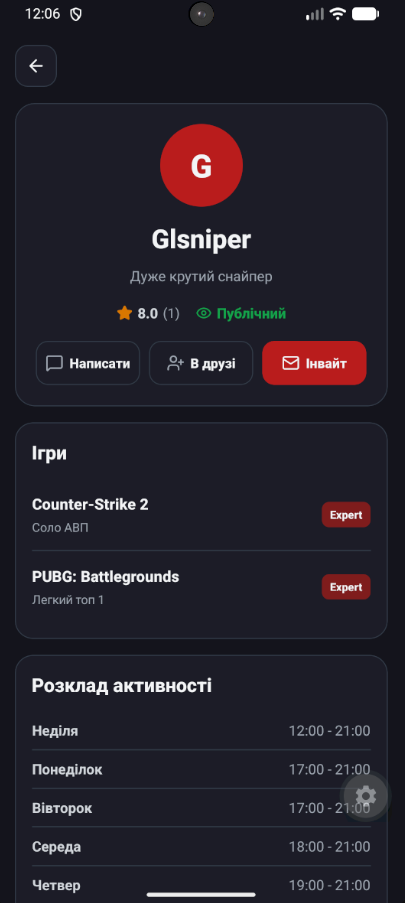 12:06
G
Glsniper
Дуже крутий снайпер
8.0 (1) Публічний
Написати В друзі Інвайт
Ігри
Counter-Strike 2
Соло АВП
Expert
PUBG: Battlegrounds
Легкий топ 1
Expert
Розклад активності
Неділя 12:00 - 21:00
Понеділок 17:00 - 21:00
Вівторок 17:00 - 21:00
Середа 18:00 - 21:00
Четвер 19:00 - 21:00